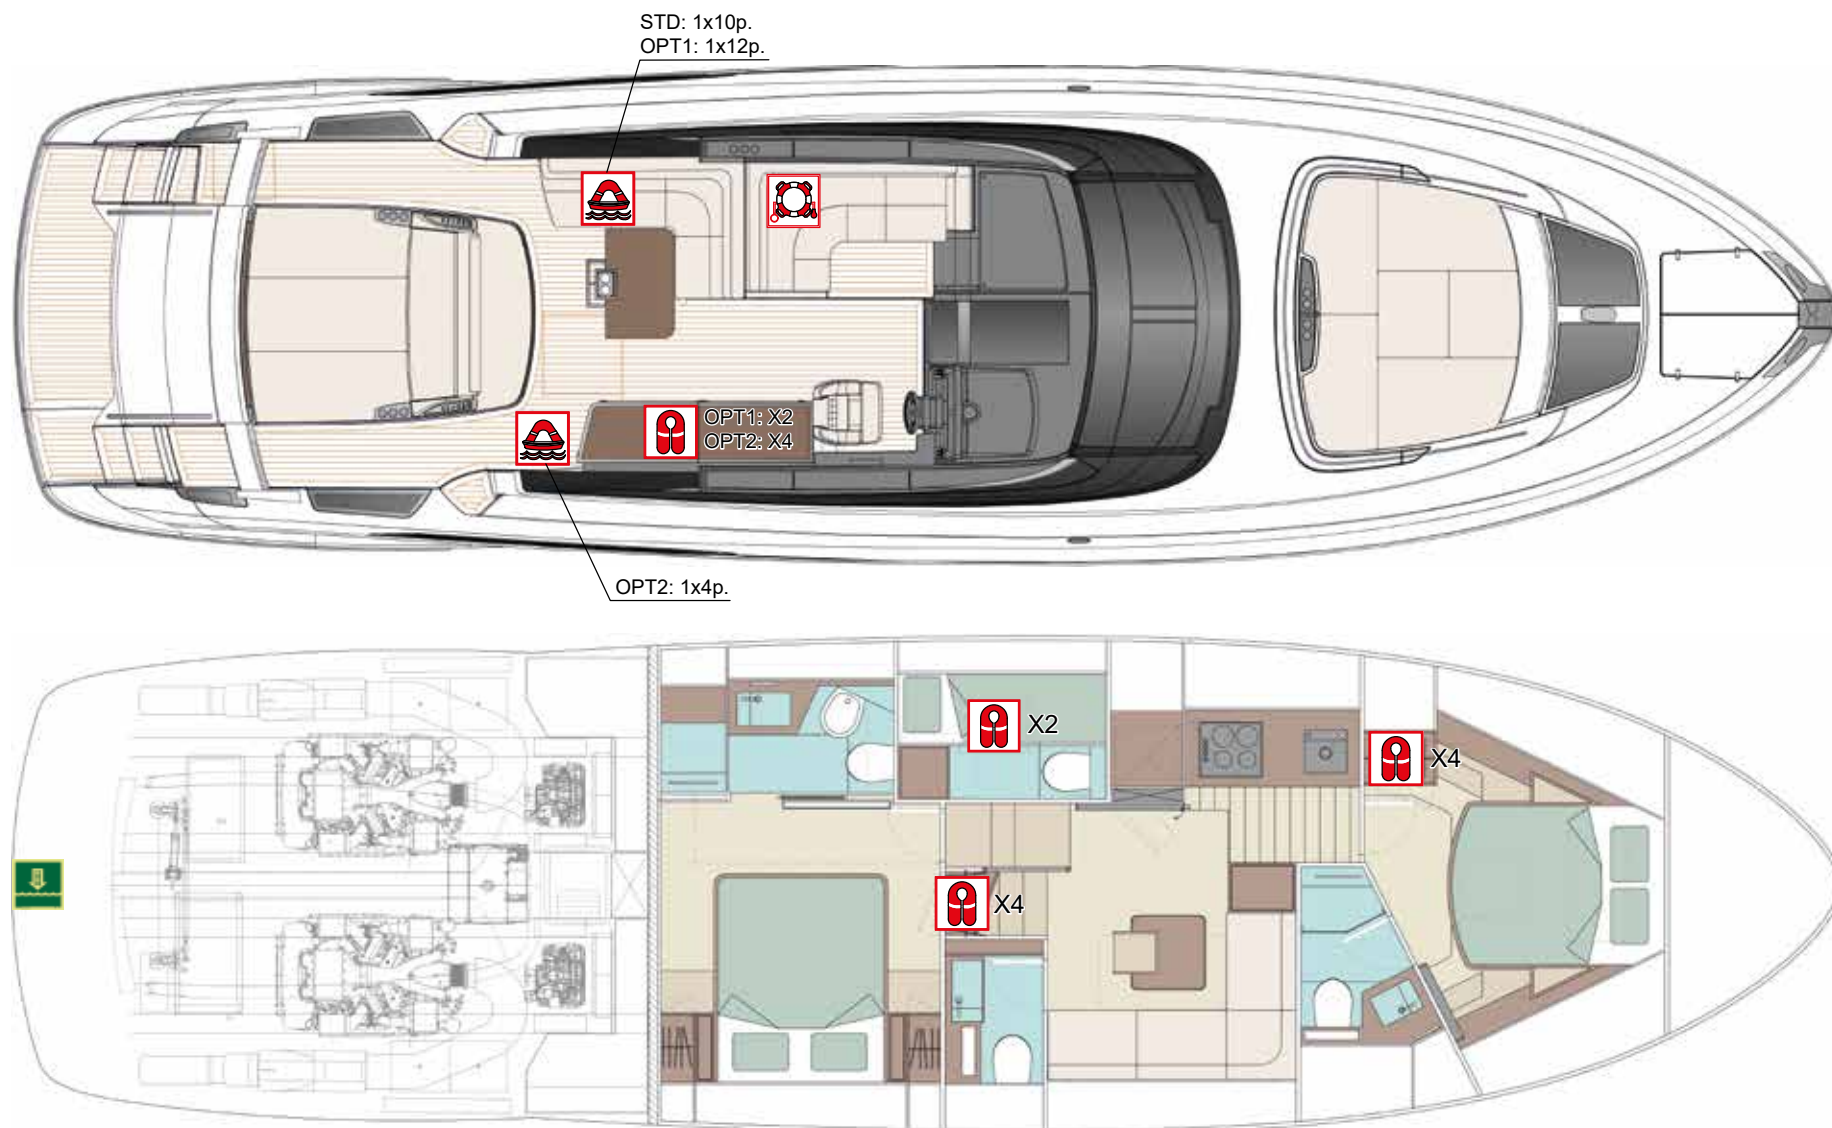 STD: 1x10p.
OPT1: 1x12p.
OPT1: X2
OPT2: X4
OPT2: 1x4p.
X2
X4
X4